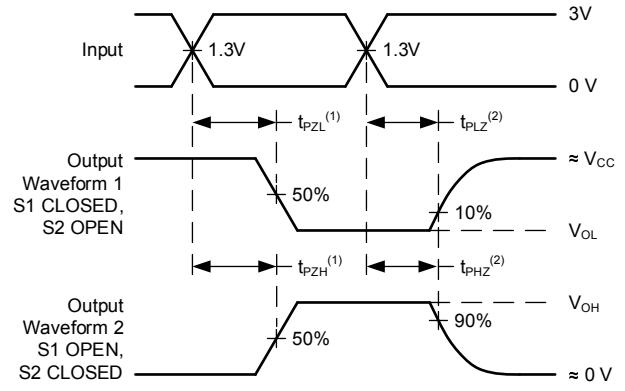 3V
Input
1.3V
1.3V
0 V
tPZL(1)
tPLZ(2)
Output
Waveform 1
S1 CLOSED,
S2 OPEN
≈ VCC
50%
10%
VOL
tPZH(1)
tPHZ(2)
Output
Waveform 2
S1 OPEN,
S2 CLOSED
VOH
90%
50%
≈ 0 V